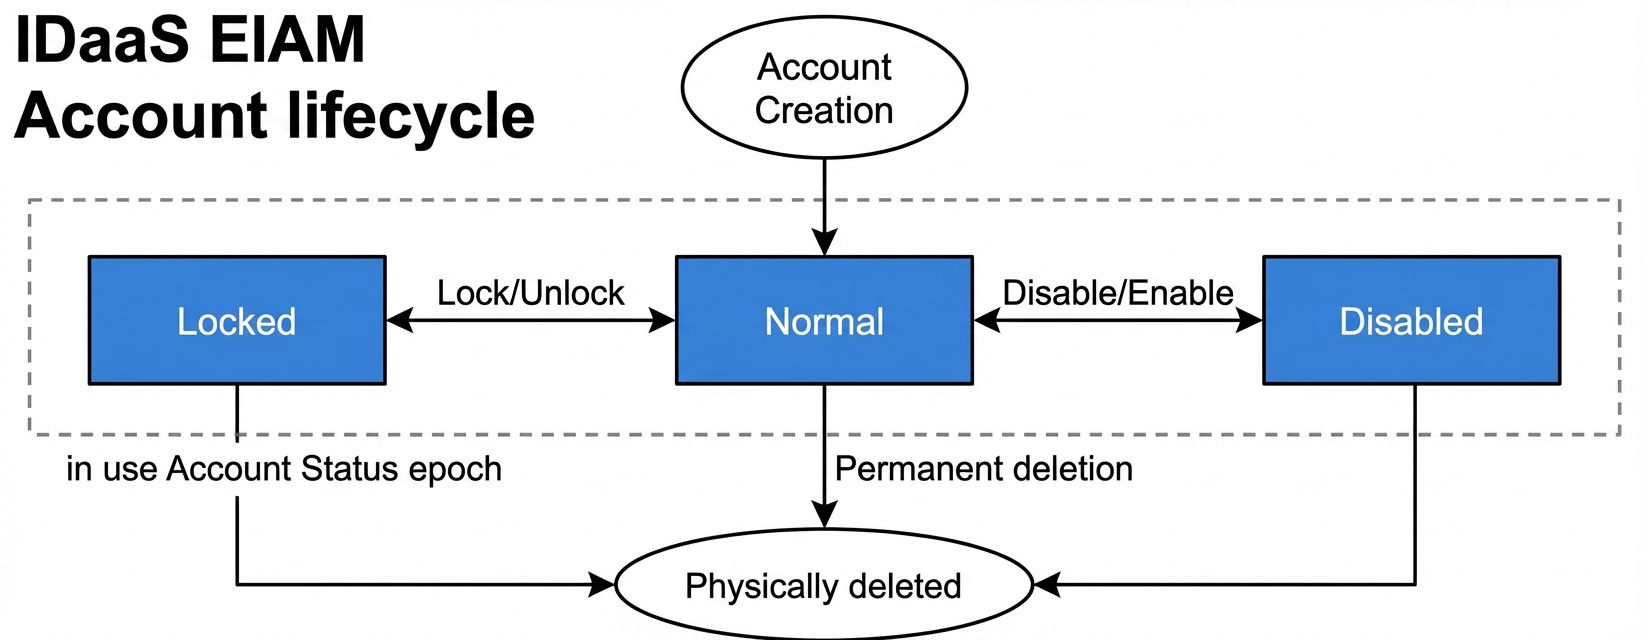 IDaaS EIAM
Account lifecycle
Account
Creation
Locked
Lock/Unlock
Normal
Disable/Enable
Disabled
in use Account Status epoch
Permanent deletion
Physically deleted